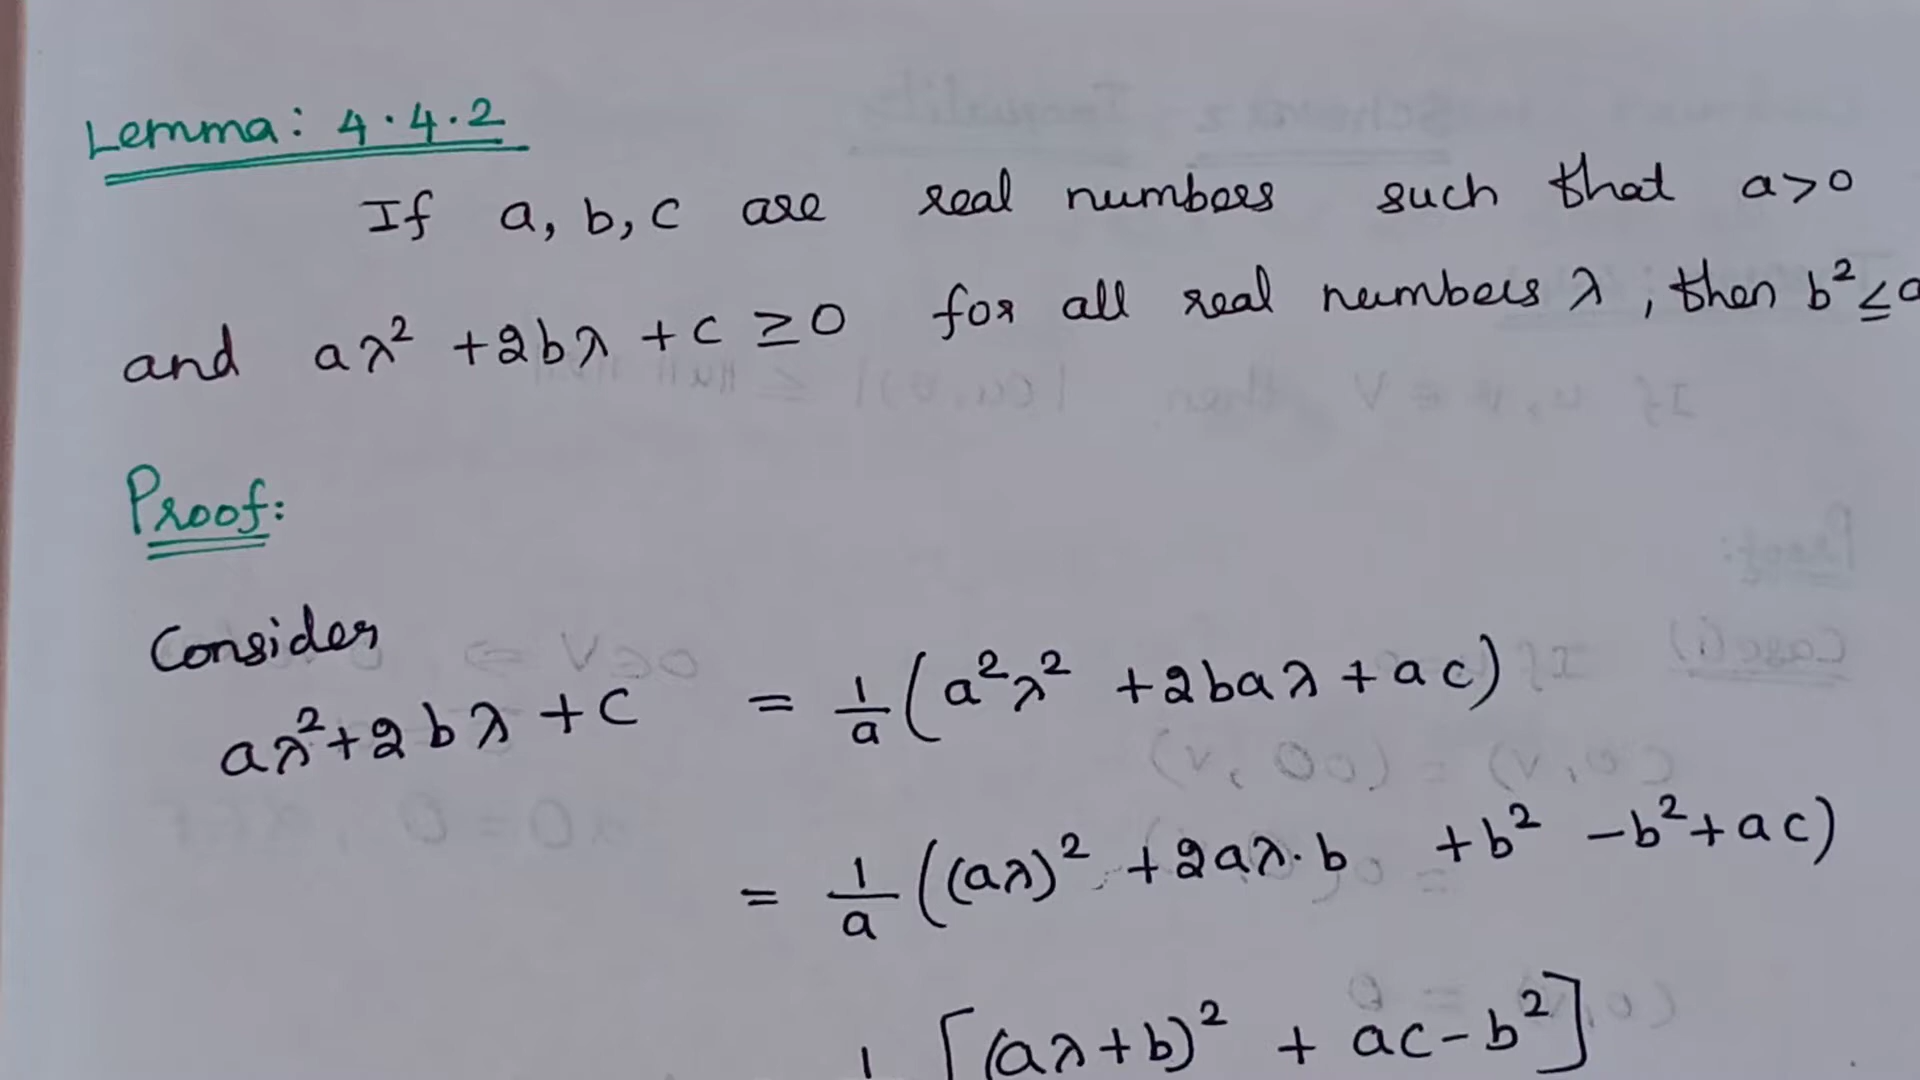 Lemma: 4.4.2
If a, b, c are real numbers such that a>0
and aλ² + 2bλ + c ≥ 0 for all real numbers λ, then b² ≤
Proof:
Consider
aλ² + 2bλ + c = 1/a (a²λ² + 2baλ + ac)
= 1/a ((aλ)² + 2aλ·b + b² - b² + ac)
[(aλ+b)² + ac - b²]